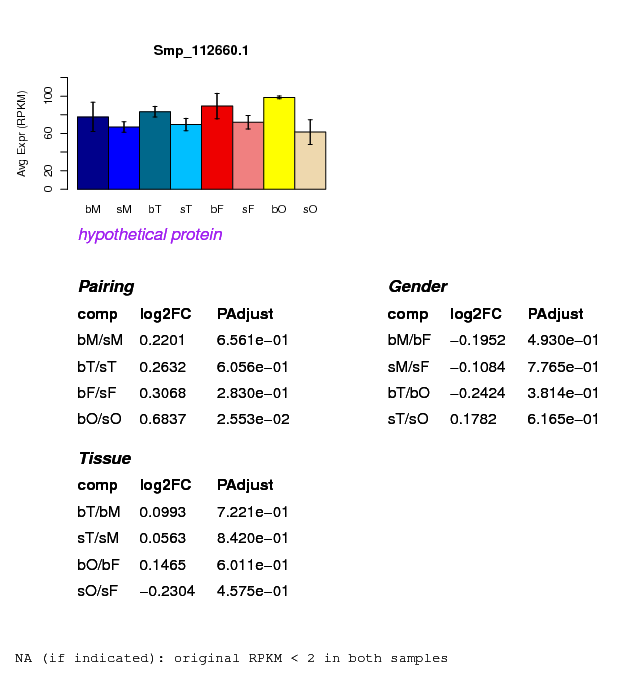 Smp_112660.1
Avg Expr (RPKM)
20 60 100
bM sM bT sT bF sF bO sO
hypothetical protein
Pairing Gender
comp log2FC PAdjust comp log2FC PAdjust
bM/sM 0.2201 6.561e−01 bM/bF −0.1952 4.930e−01
bT/sT 0.2632 6.056e−01 sM/sF −0.1084 7.765e−01
bF/sF 0.3068 2.830e−01 bT/bO −0.2424 3.814e−01
bO/sO 0.6837 2.553e−02 sT/sO 0.1782 6.165e−01
Tissue
comp log2FC PAdjust
bT/bM 0.0993 7.221e−01
sT/sM 0.0563 8.420e−01
bO/bF 0.1465 6.011e−01
sO/sF −0.2304 4.575e−01
NA (if indicated): original RPKM < 2 in both samples
0